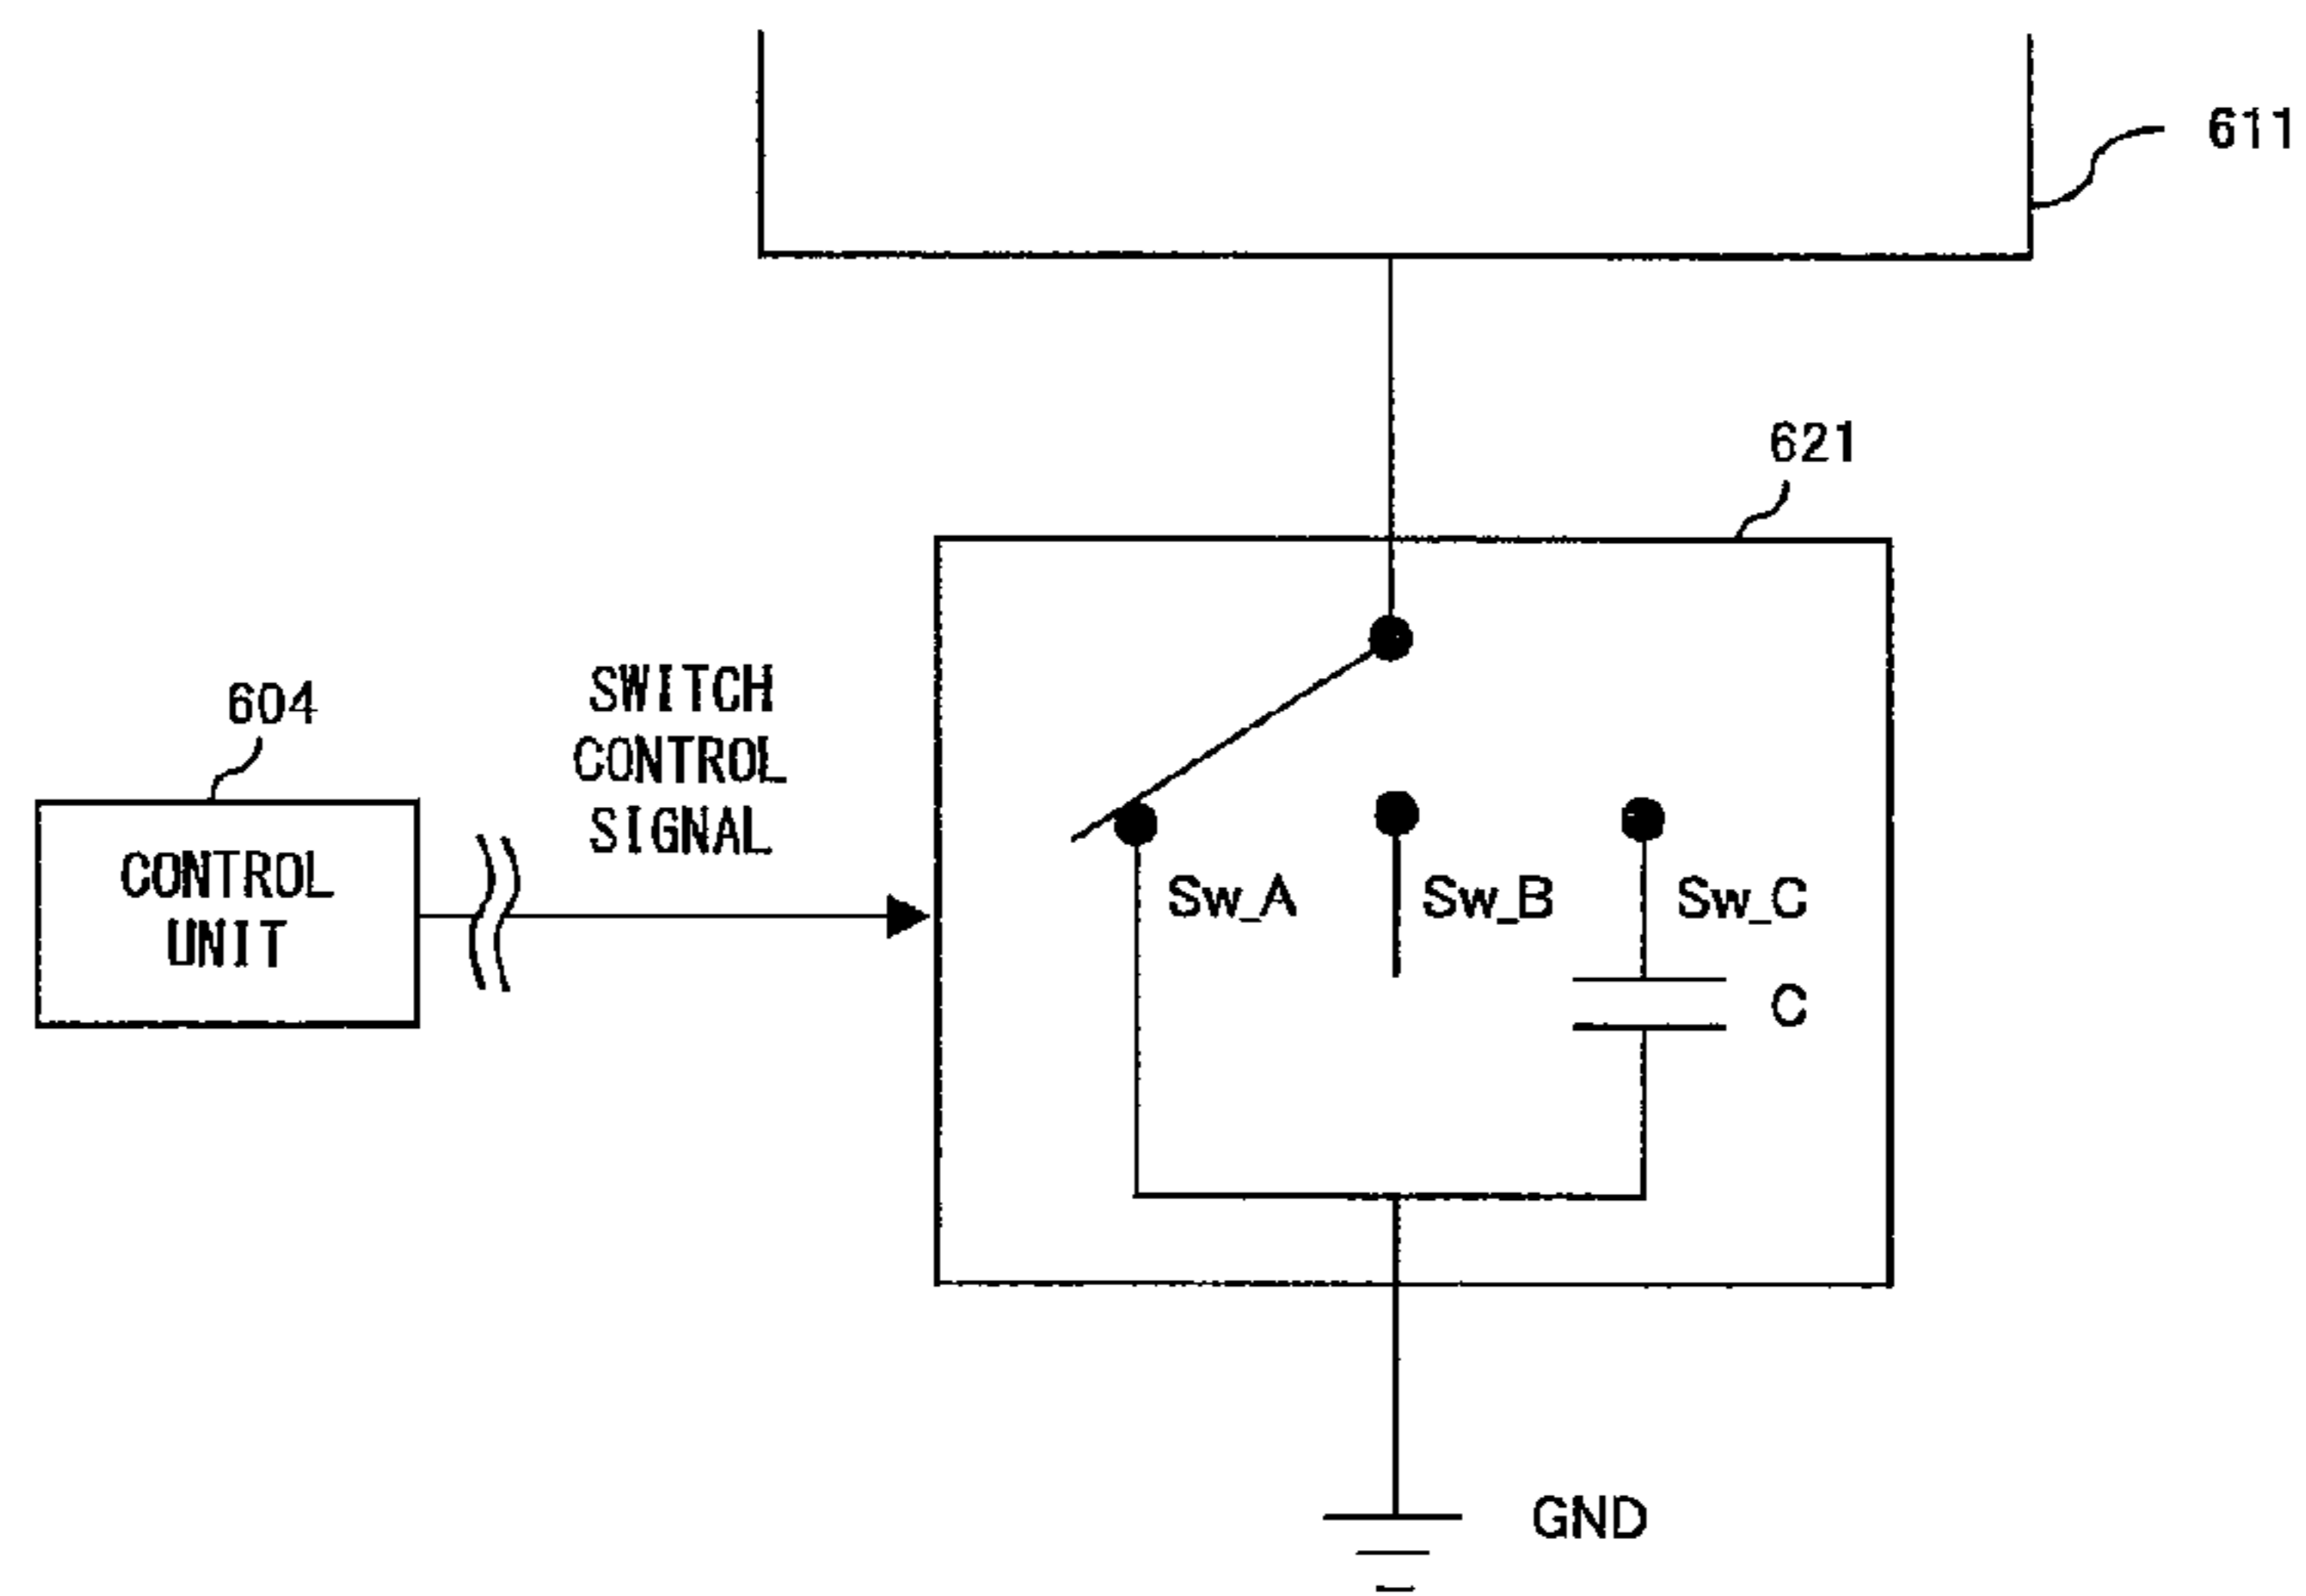 611
621
604
SWITCH
CONTROL
SIGNAL
CONTROL
UNIT
Sw_A
Sw_B
Sw_C
C
GND